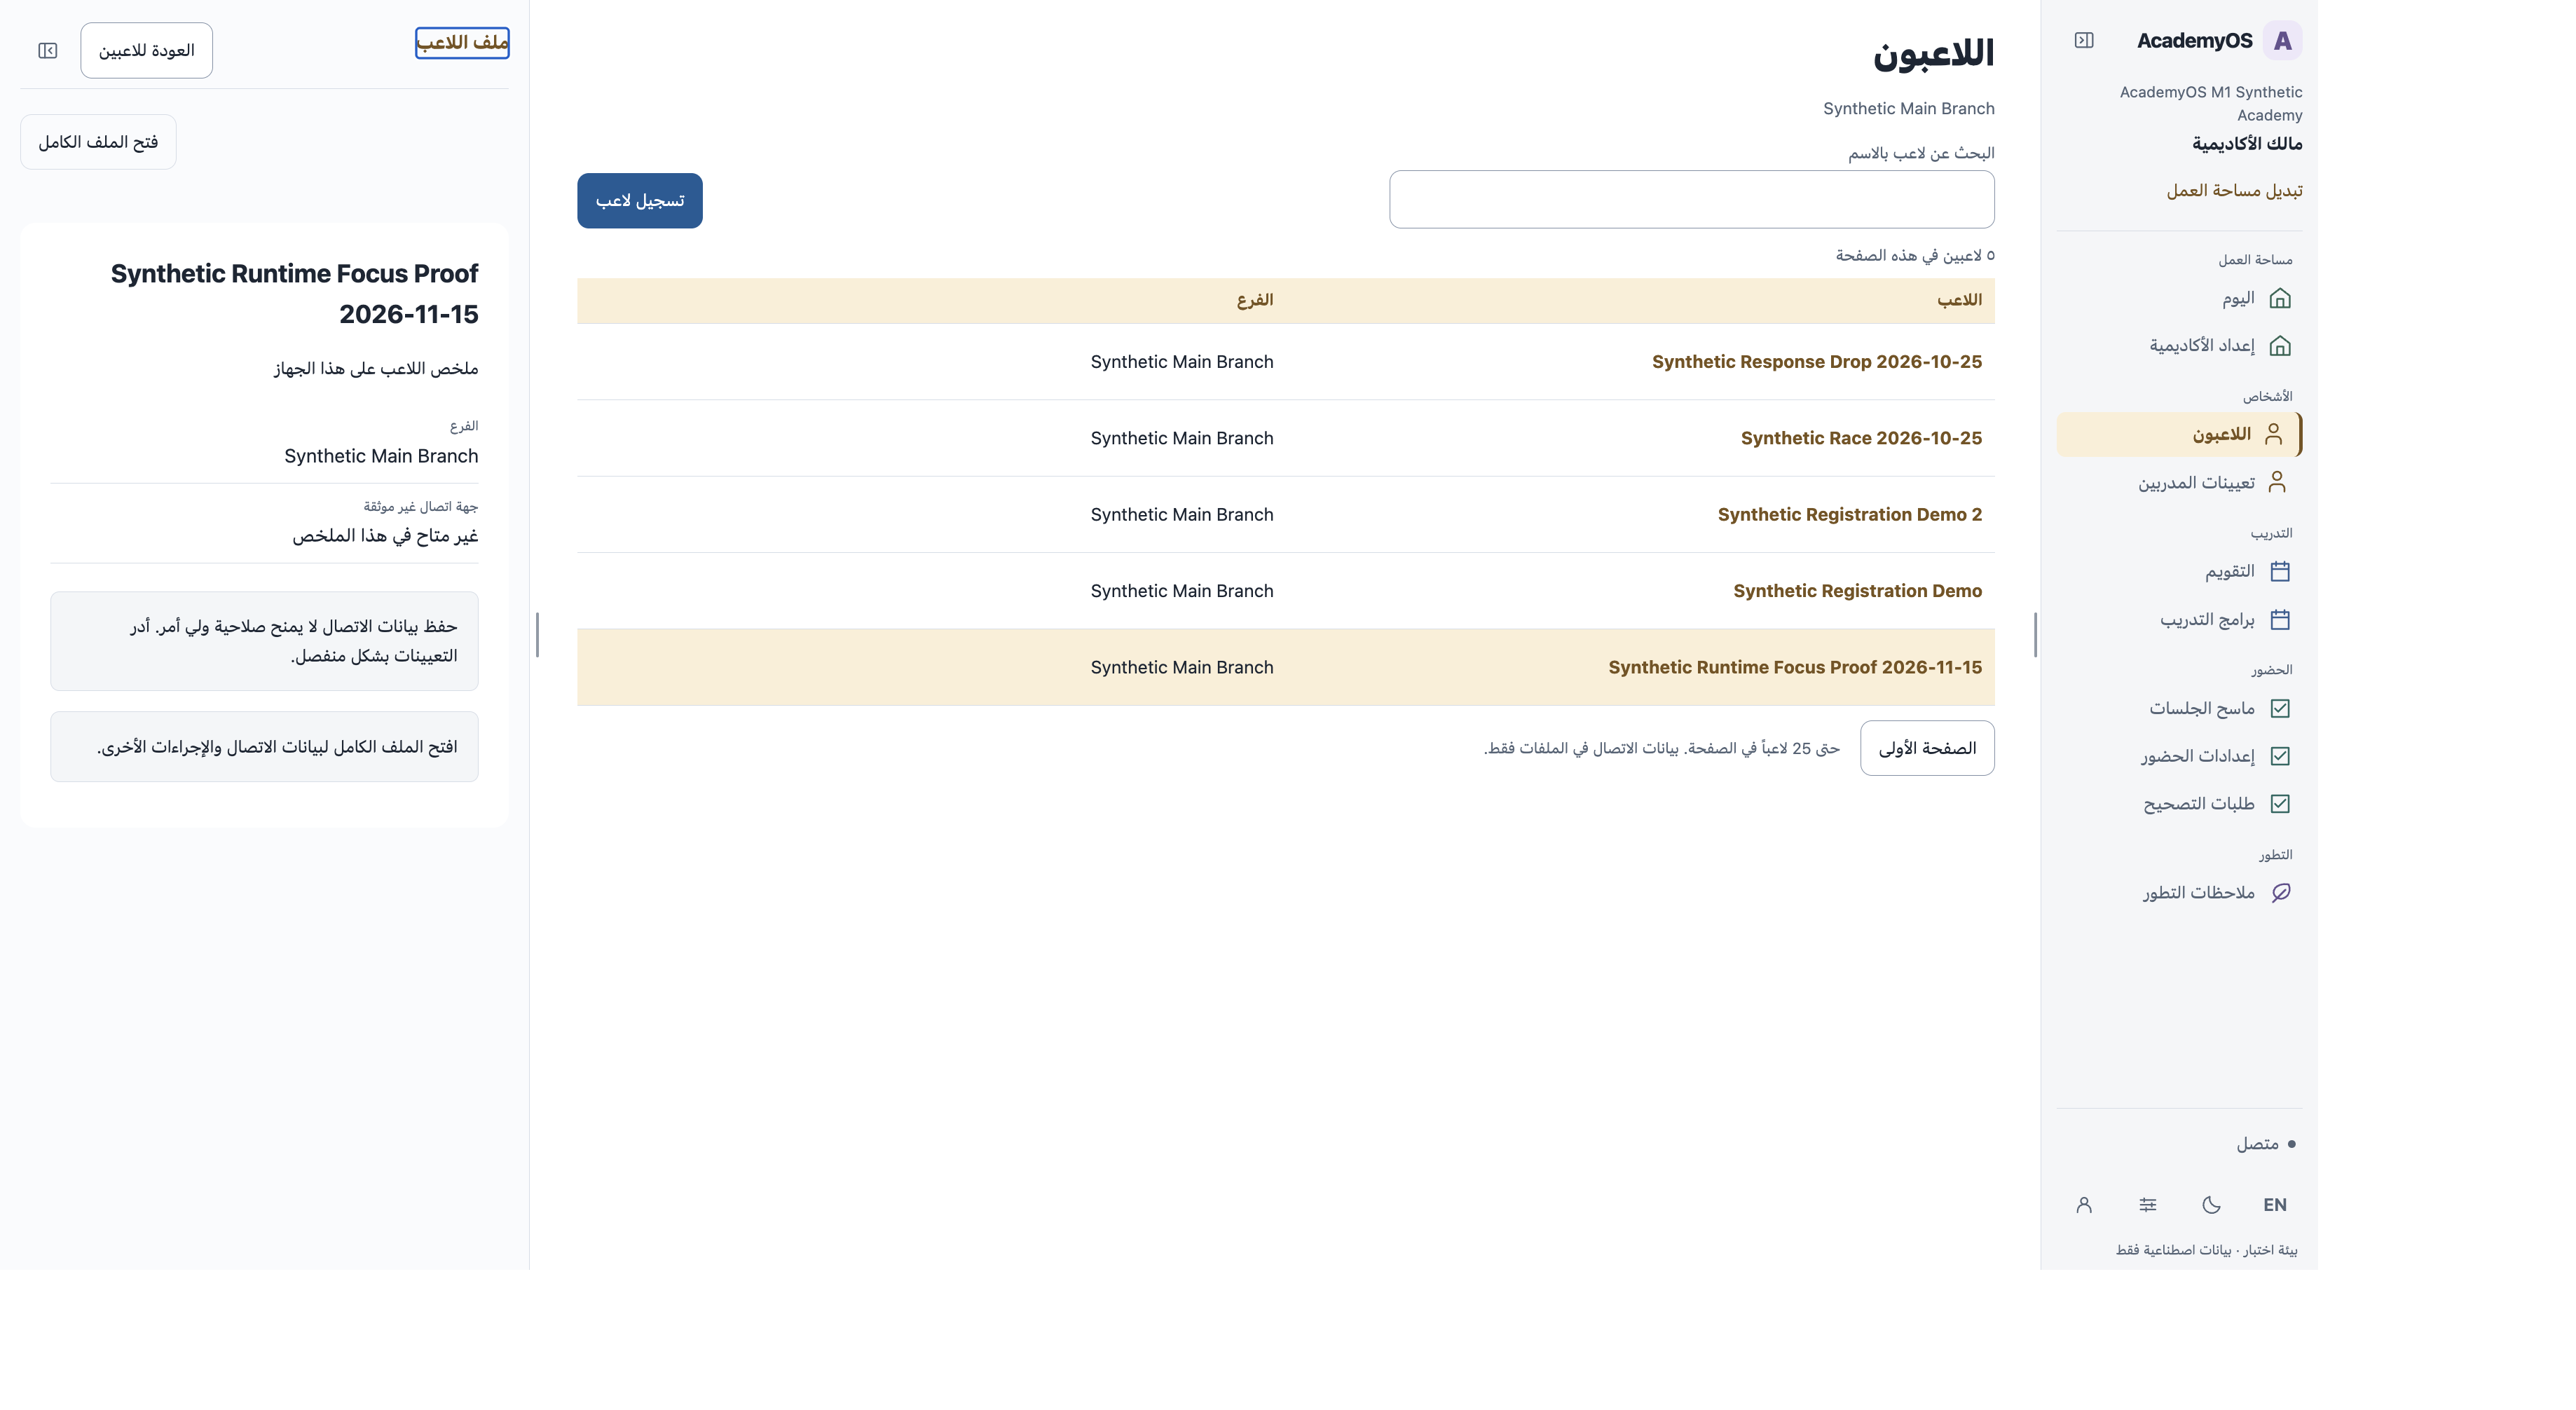 AcademyOS
A
AcademyOS M1 Synthetic
Academy
مالك الأكاديمية
تبديل مساحة العمل
مساحة العمل
اليوم
إعداد الأكاديمية
الأشخاص
اللاعبون
تعيينات المدربين
التدريب
التقويم
برامج التدريب
الحضور
ماسح الجلسات
إعدادات الحضور
طلبات التصحيح
التطور
ملاحظات التطور
متصل
EN
بيئة اختبار · بيانات اصطناعية فقط
اللاعبون
Synthetic Main Branch
البحث عن لاعب بالاسم
تسجيل لاعب
٥ لاعبين في هذه الصفحة
اللاعب الفرع
Synthetic Response Drop 2026-10-25 Synthetic Main Branch
Synthetic Race 2026-10-25 Synthetic Main Branch
Synthetic Registration Demo 2 Synthetic Main Branch
Synthetic Registration Demo Synthetic Main Branch
Synthetic Runtime Focus Proof 2026-11-15 Synthetic Main Branch
الصفحة الأولى حتى 25 لاعباً في الصفحة. بيانات الاتصال في الملفات فقط.
ملف اللاعب
العودة للاعبين
فتح الملف الكامل
Synthetic Runtime Focus Proof
2026-11-15
ملخص اللاعب على هذا الجهاز
الفرع
Synthetic Main Branch
جهة اتصال غير موثقة
غير متاح في هذا الملخص
حفظ بيانات الاتصال لا يمنح صلاحية ولي أمر. أدر
التعيينات بشكل منفصل.
افتح الملف الكامل لبيانات الاتصال والإجراءات الأخرى.